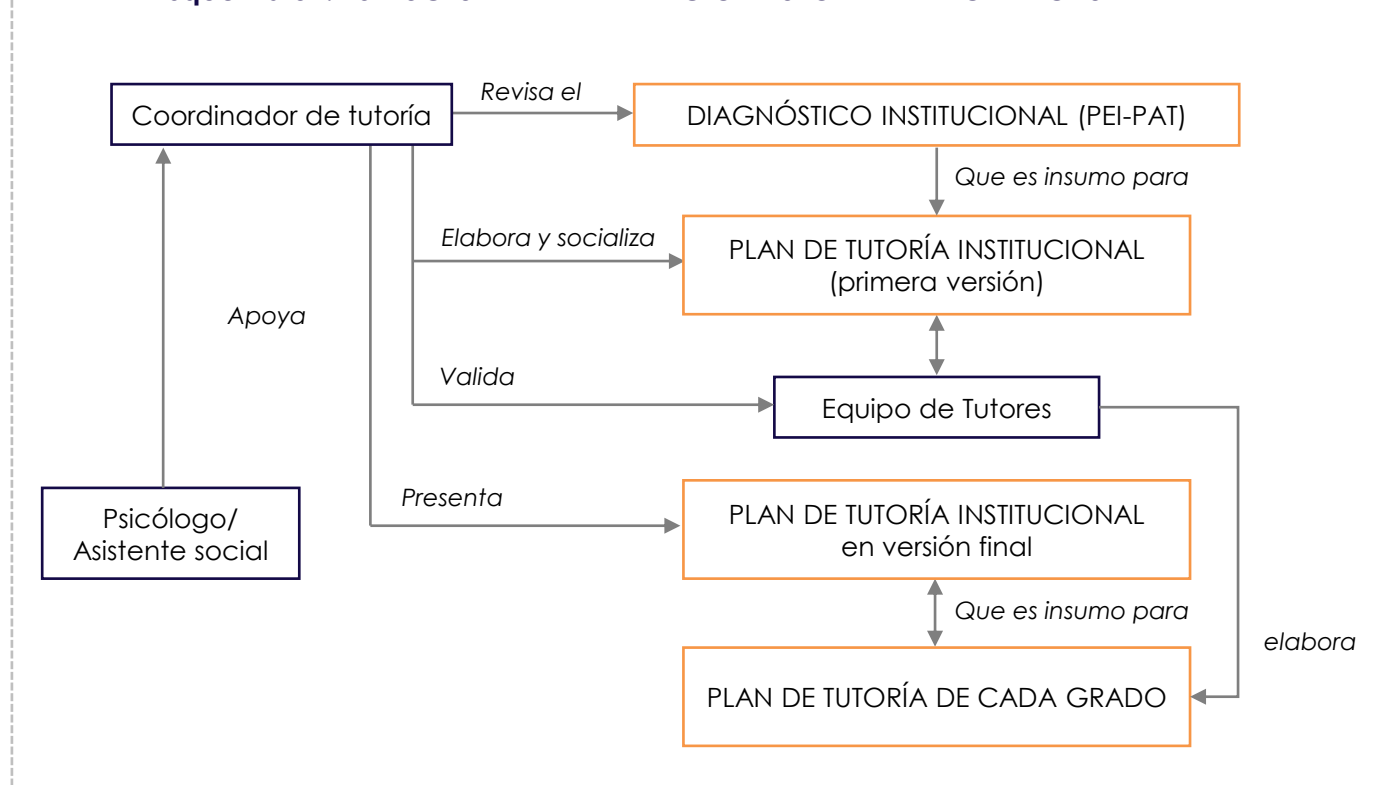 Revisa el
Coordinador de tutoría
DIAGNÓSTICO INSTITUCIONAL (PEI-PAT)
Que es insumo para
Elabora y socializa
PLAN DE TUTORÍA INSTITUCIONAL
(primera versión)
Apoya
Valida
Equipo de Tutores
Presenta
Psicólogo/
Asistente social
PLAN DE TUTORÍA INSTITUCIONAL
en versión final
Que es insumo para
elabora
PLAN DE TUTORÍA DE CADA GRADO